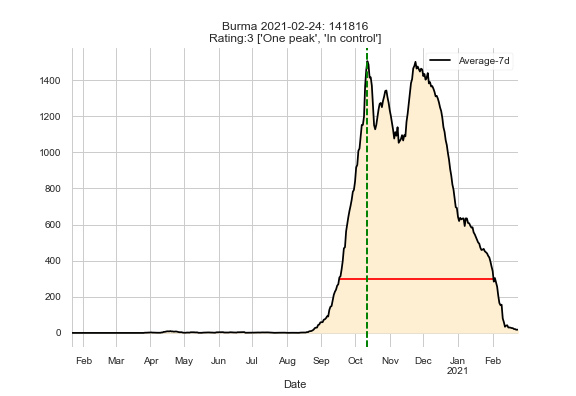 Burma 2021-02-24: 141816
Rating:3 ['One peak', 'In control']
Average-7d
1400
1200
1000
800
600
400
200
0
Feb Mar Apr May Jun Jul Aug Sep Oct Nov Dec Jan Feb
2021
Date